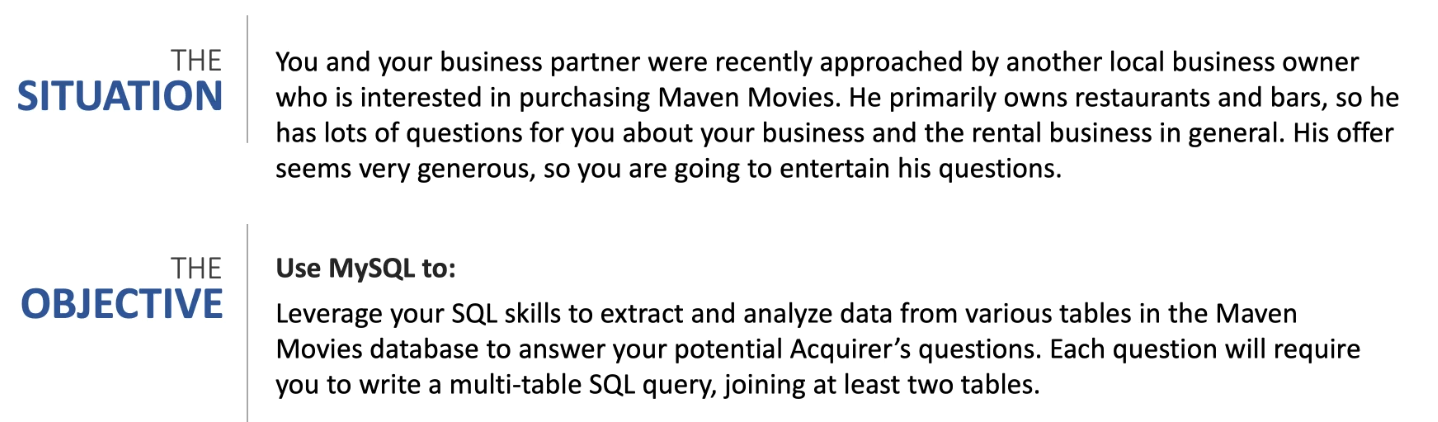 THE
SITUATION
You and your business partner were recently approached by another local business owner
who is interested in purchasing Maven Movies. He primarily owns restaurants and bars, so he
has lots of questions for you about your business and the rental business in general. His offer
seems very generous, so you are going to entertain his questions.
THE
OBJECTIVE
Use MySQL to:
Leverage your SQL skills to extract and analyze data from various tables in the Maven
Movies database to answer your potential Acquirer’s questions. Each question will require
you to write a multi-table SQL query, joining at least two tables.